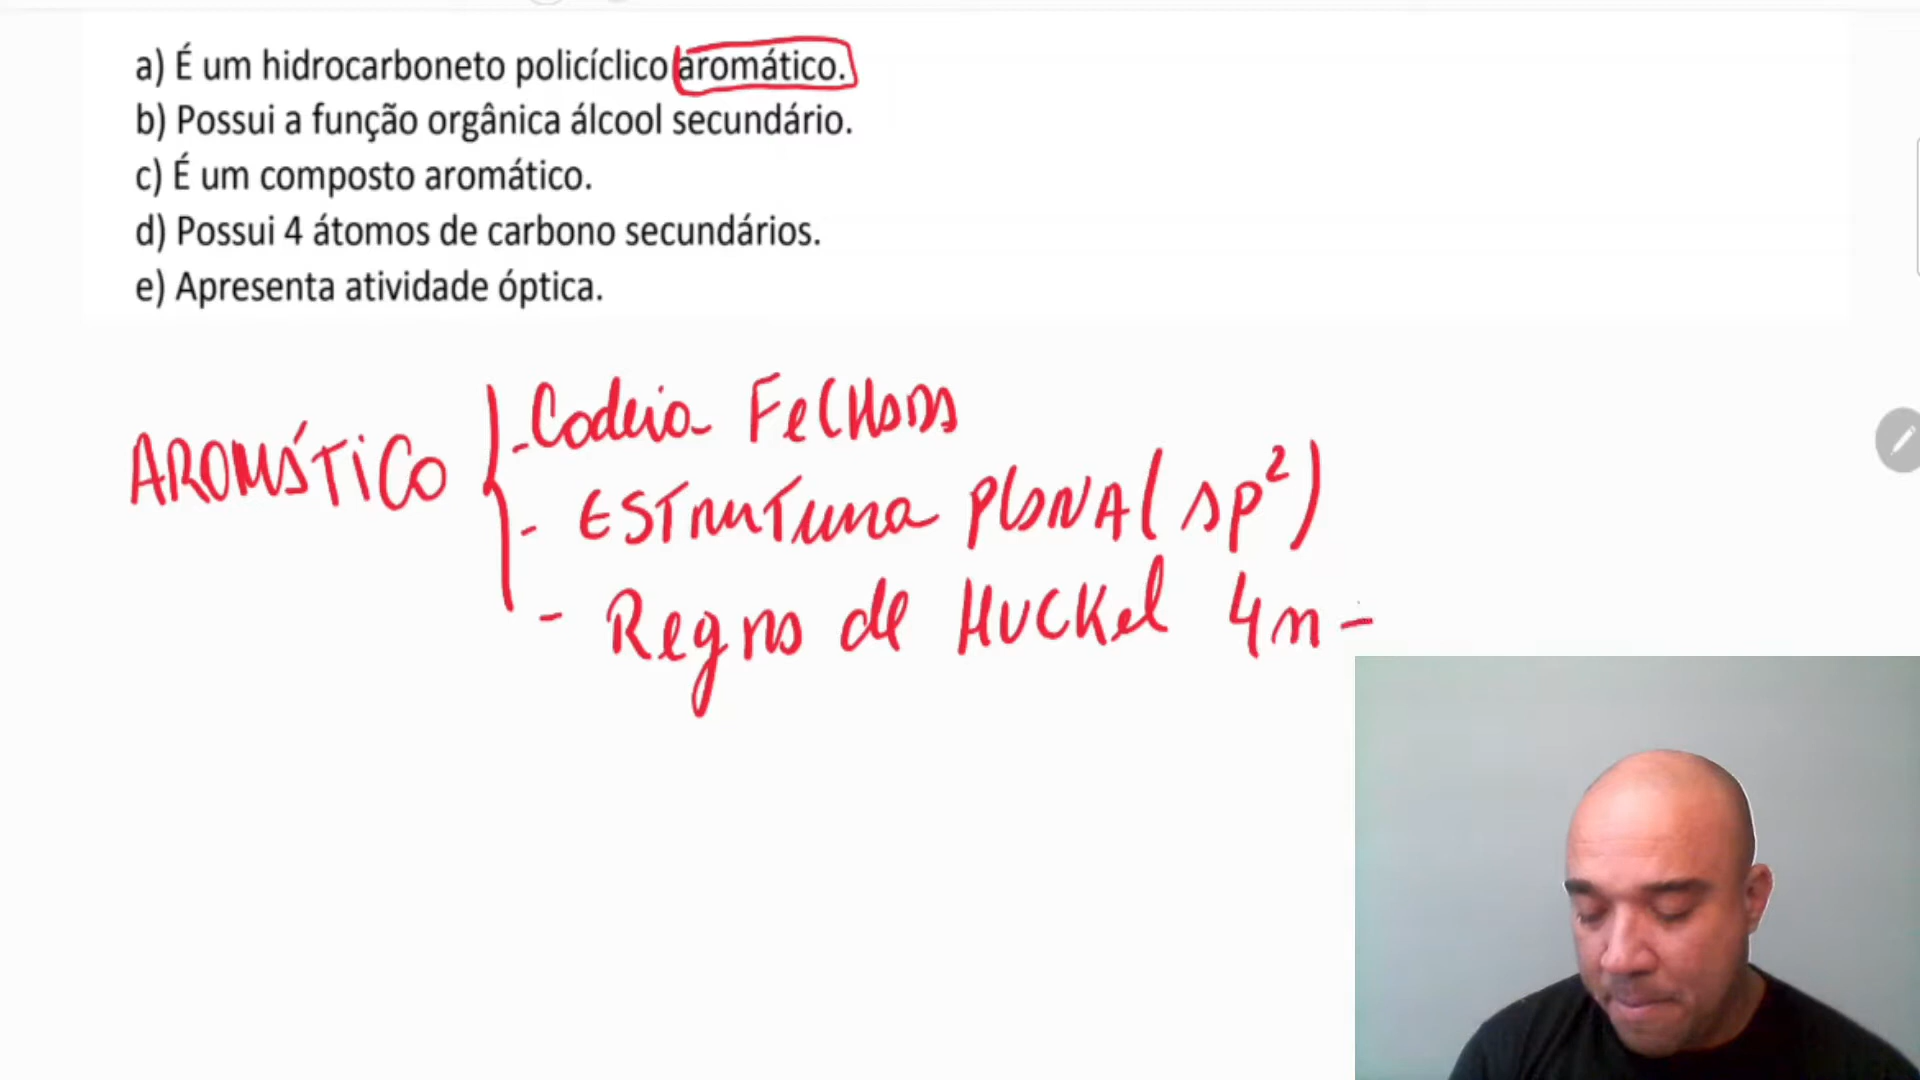 a) É um hidrocarboneto policíclico aromático.
b) Possui a função orgânica álcool secundário.
c) É um composto aromático.
d) Possui 4 átomos de carbono secundários.
e) Apresenta atividade óptica.
AROMÁTICO
- Cadeia FeCHADA
- ESTRUTURA PLANA (sp²)
- Regra de HUCKel 4n -